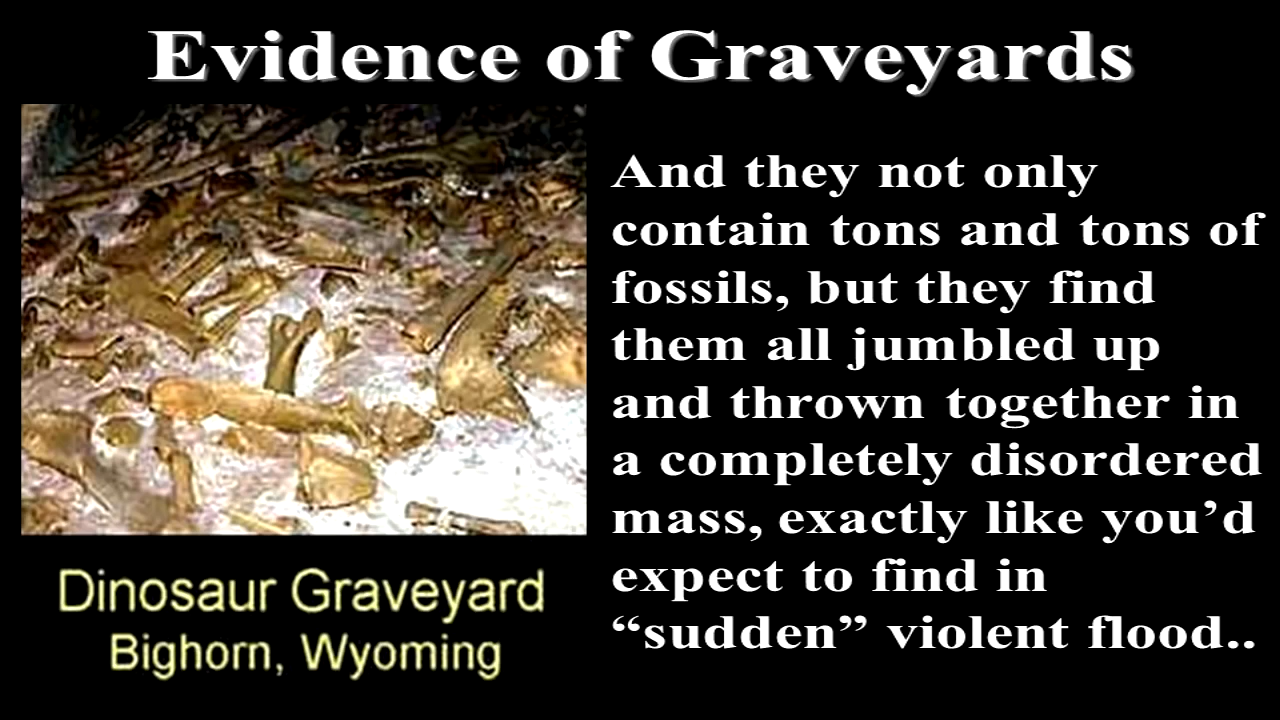 Evidence of Graveyards
And they not only
contain tons and tons of
fossils, but they find
them all jumbled up
and thrown together in
a completely disordered
mass, exactly like you’d
expect to find in
“sudden” violent flood..
Dinosaur Graveyard
Bighorn, Wyoming